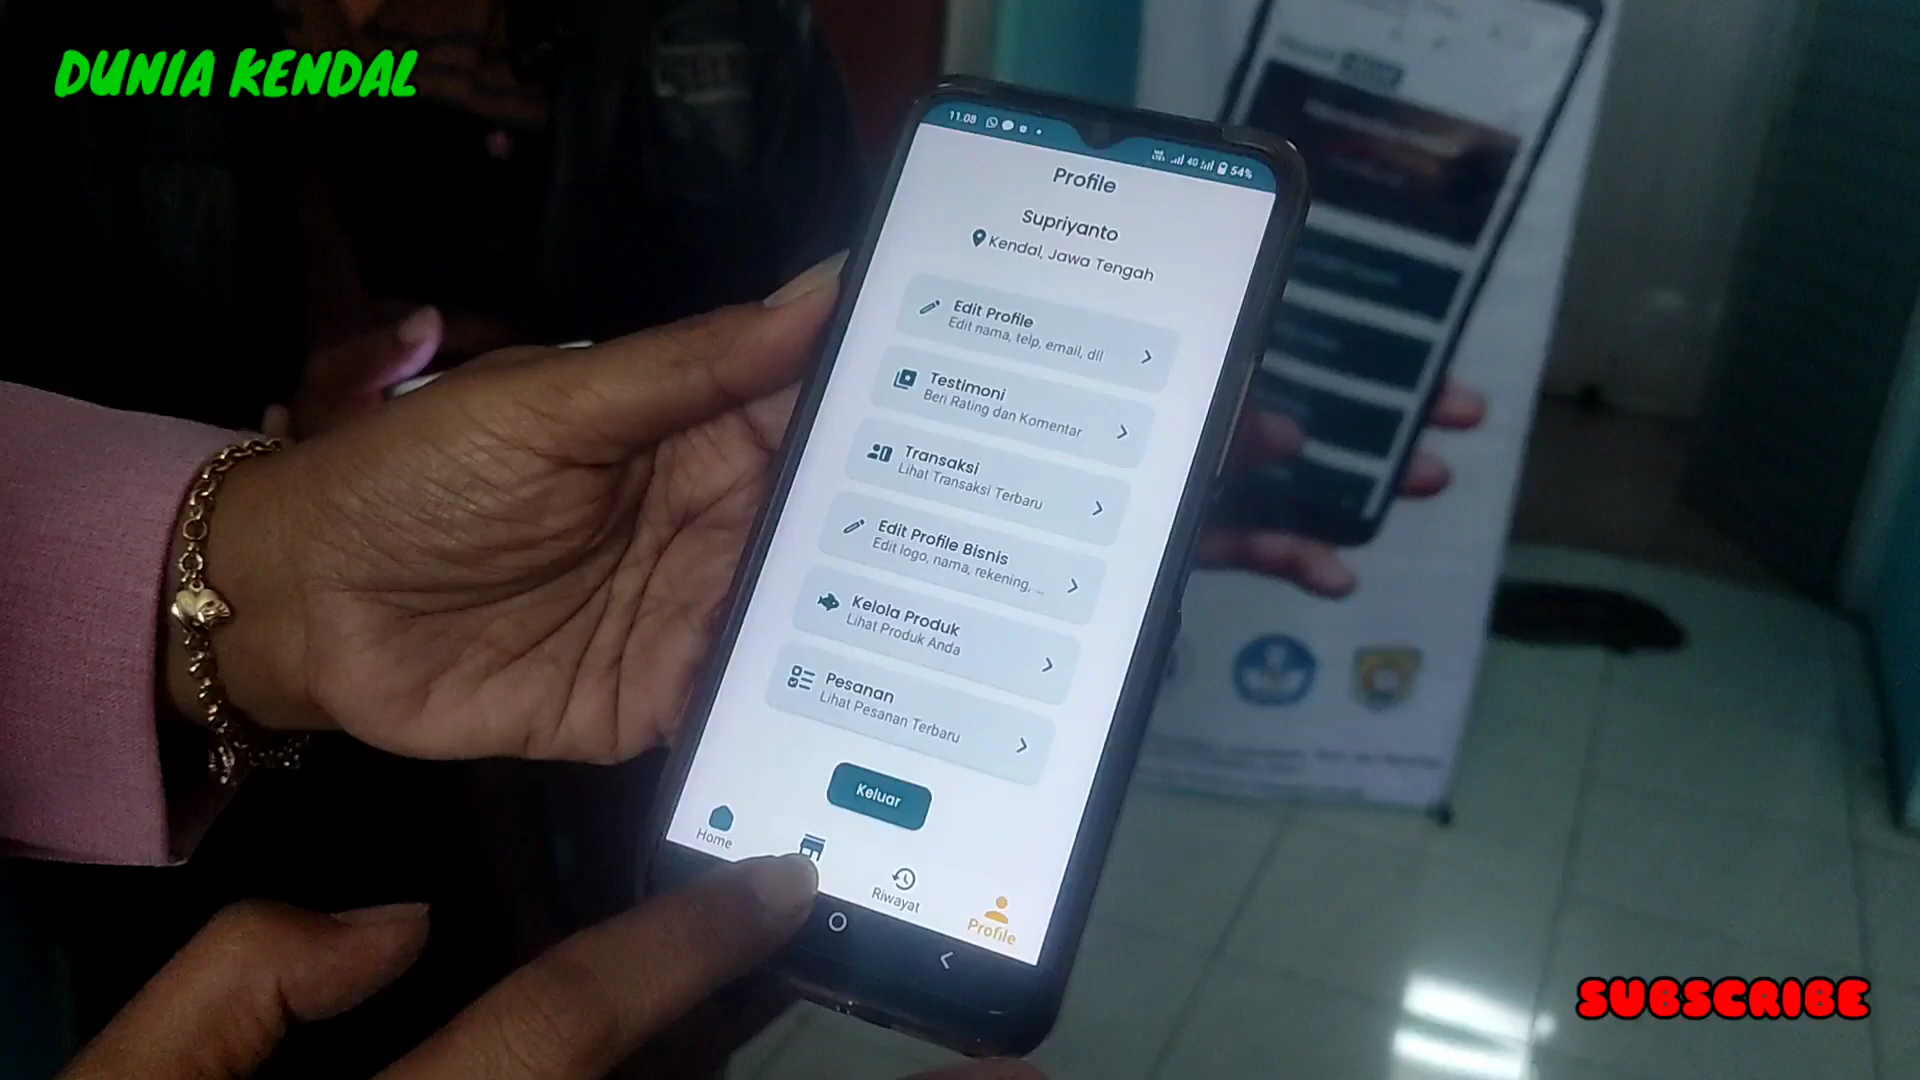 DUNIA KENDAL
11.08
4G
54%
Profile
Supriyanto
Kendal, Jawa Tengah
Edit Profile
Edit nama, telp, email, dll
Testimoni
Beri Rating dan Komentar
Transaksi
Lihat Transaksi Terbaru
Edit Profile Bisnis
Edit logo, nama, rekening, ...
Kelola Produk
Lihat Produk Anda
Pesanan
Lihat Pesanan Terbaru
Keluar
Home
Riwayat
Profile
SUBSCRIBE